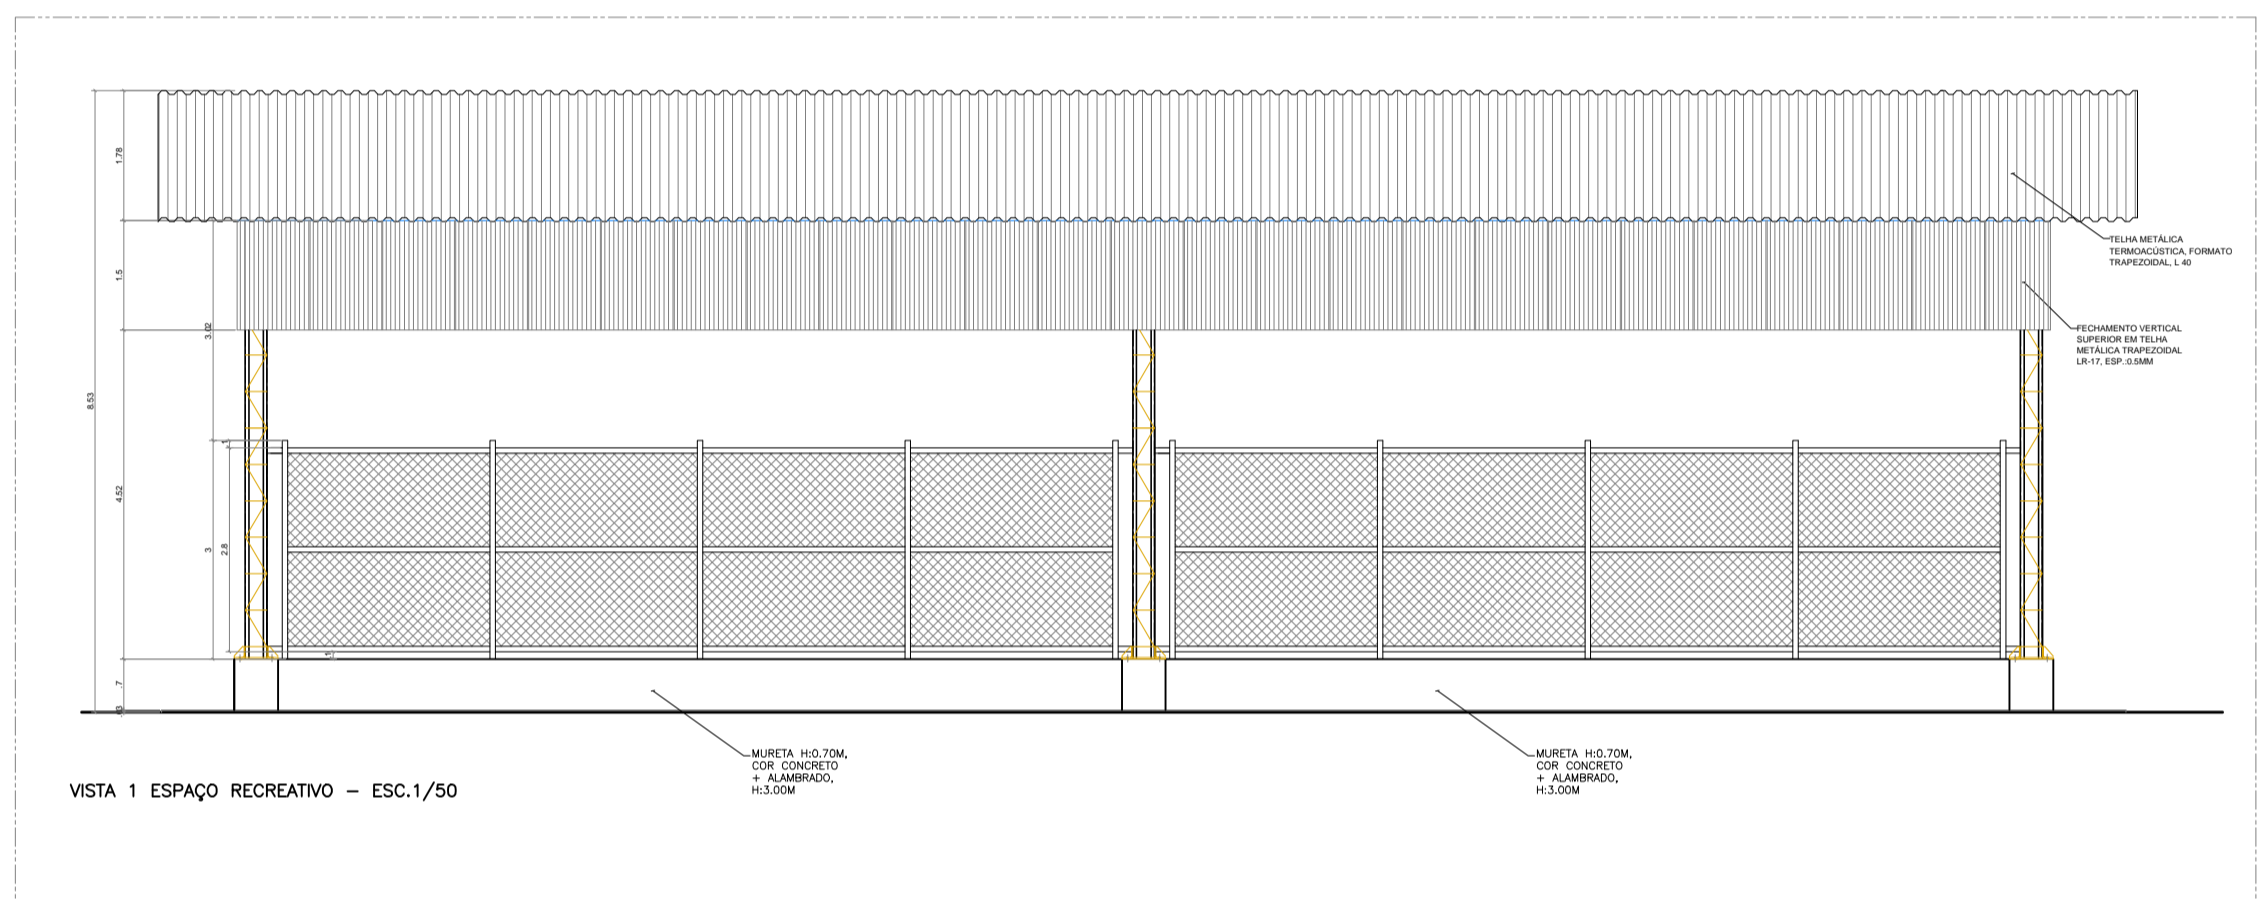 1.78
1.5
3.02
8.53
4.52
1
3
2.8
.1
.7
TELHA METÁLICA
TERMOACÚSTICA, FORMATO
TRAPEZOIDAL, L 40
FECHAMENTO VERTICAL
SUPERIOR EM TELHA
METÁLICA TRAPEZOIDAL
LR-17, ESP.:0.5MM
MURETA H:0.70M,
COR CONCRETO
+ ALAMBRADO,
H:3.00M
MURETA H:0.70M,
COR CONCRETO
+ ALAMBRADO,
H:3.00M
VISTA 1 ESPAÇO RECREATIVO – ESC.1/50